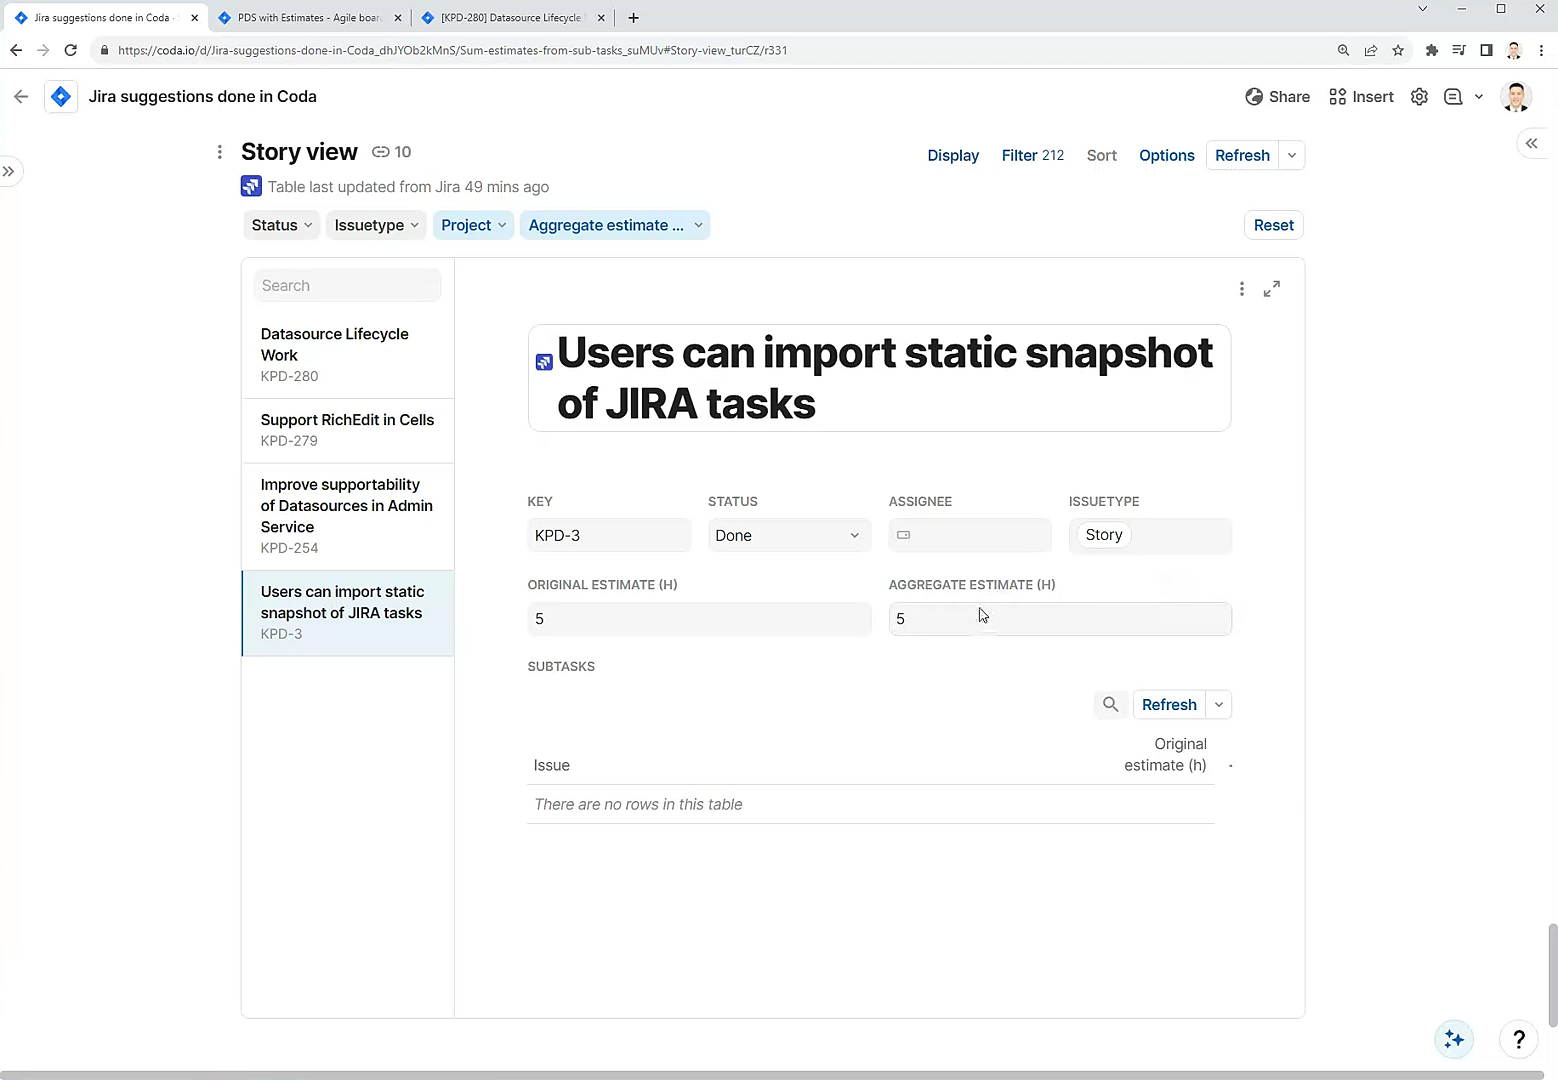 Jira suggestions done in Coda ·
PDS with Estimates - Agile boar
[KPD-280] Datasource Lifecycle
https://coda.io/d/Jira-suggestions-done-in-Coda_dhJYOb2kMnS/Sum-estimates-from-sub-tasks_suMUv#Story-view_turCZ/r331
Jira suggestions done in Coda
Share
Insert
Story view
10
Display
Filter 212
Sort
Options
Refresh
Table last updated from Jira 49 mins ago
Status
Issuetype
Project
Aggregate estimate ...
Reset
Search
Datasource Lifecycle
Work
KPD-280
Support RichEdit in Cells
KPD-279
Improve supportability
of Datasources in Admin
Service
KPD-254
Users can import static
snapshot of JIRA tasks
KPD-3
Users can import static snapshot
of JIRA tasks
KEY
STATUS
ASSIGNEE
ISSUETYPE
KPD-3
Done
Story
ORIGINAL ESTIMATE (H)
AGGREGATE ESTIMATE (H)
5
5
SUBTASKS
Refresh
Issue
Original
estimate (h)
There are no rows in this table
?